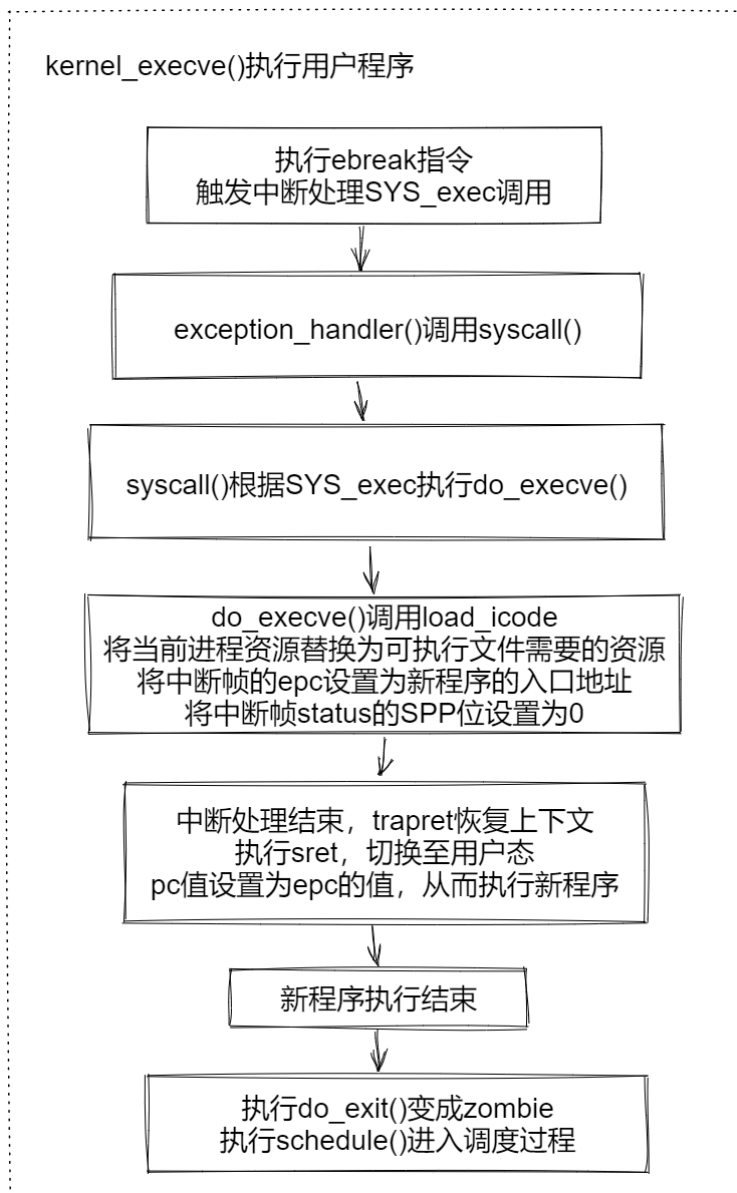 kernel_execve()执行用户程序
执行ebreak指令
触发中断处理SYS_exec调用
exception_handler()调用syscall()
syscall()根据SYS_exec执行do_execve()
do_execve()调用load_icode
将当前进程资源替换为可执行文件需要的资源
将中断帧的epc设置为新程序的入口地址
将中断帧status的SPP位设置为0
中断处理结束，trapret恢复上下文
执行sret，切换至用户态
pc值设置为epc的值，从而执行新程序
新程序执行结束
执行do_exit()变成zombie
执行schedule()进入调度过程